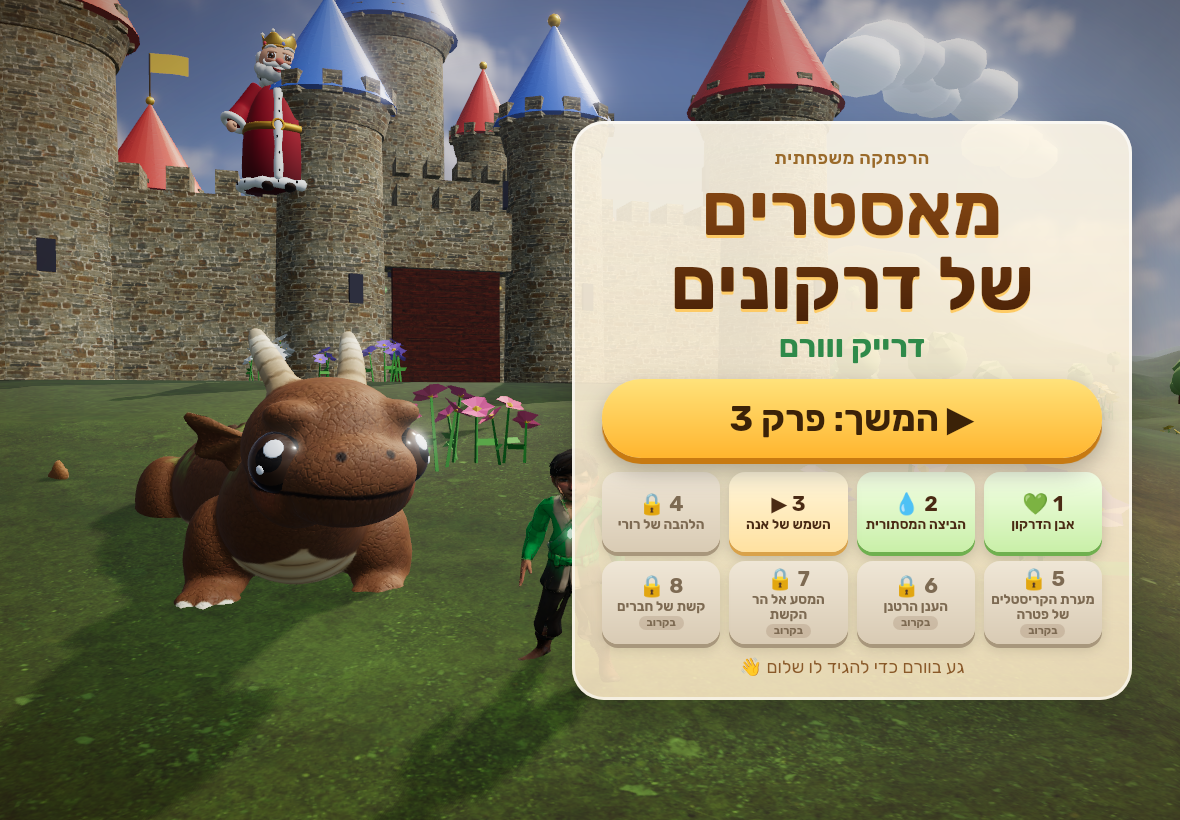 הרפתקה משפחתית
מאסטרים
של דרקונים
דרייק ווורם
▶ המשך: פרק 3
1 💚
אבן הדרקון
2 💧
הביצה המסתורית
3 ▶
השמש של אנה
4 🔒
הלהבה של רורי
5 🔒
מערת הקריסטלים
של פטרה
בקרוב
6 🔒
הענן הרטנן
בקרוב
7 🔒
המסע אל הר
הקשת
בקרוב
8 🔒
קשת של חברים
בקרוב
גע בוורם כדי להגיד לו שלום 👋